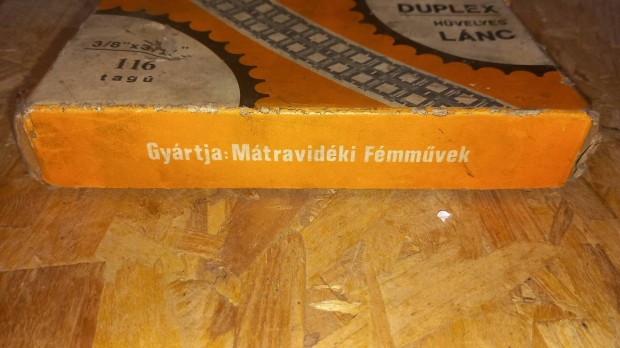 DUPLEX
HÜVELYES
LÁNC
116
tagú
Gyártja: Mátravidéki Fémművek